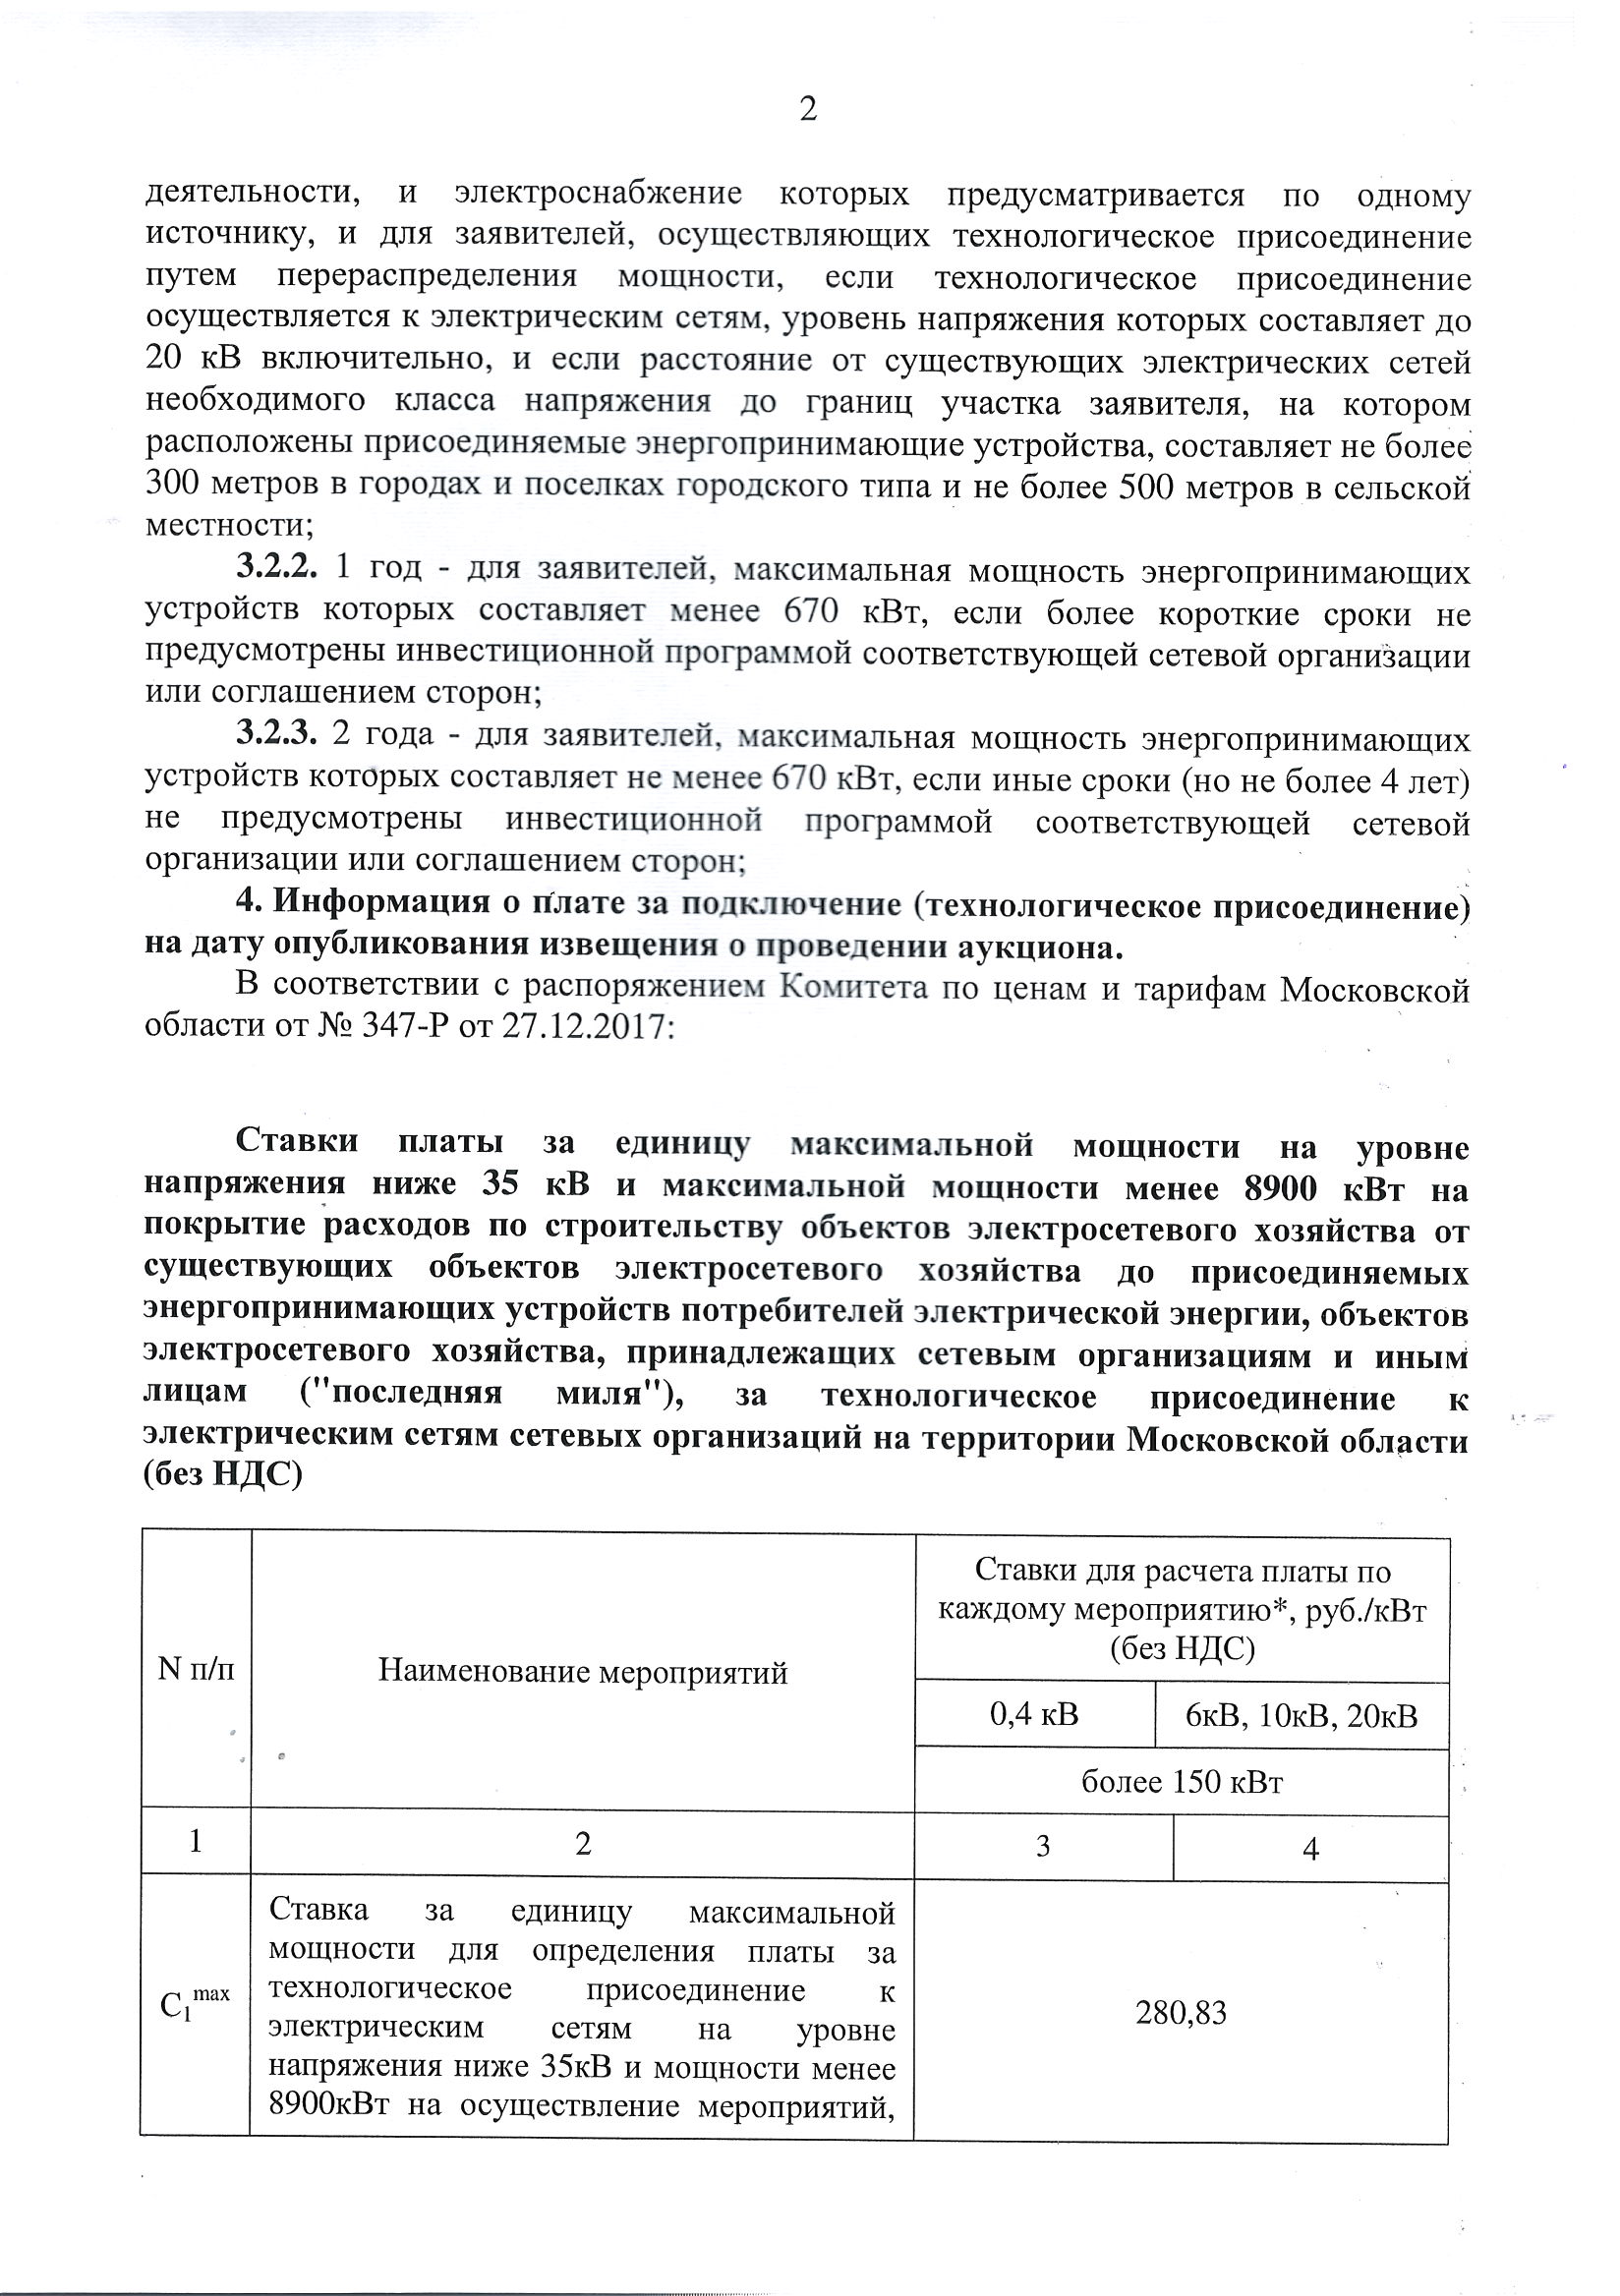 2
деятельности, и электроснабжение которых предусматривается по одному
источнику, и для заявителей, осуществляющих технологическое присоединение
путем перераспределения мощности, если технологическое присоединение
осуществляется к электрическим сетям, уровень напряжения которых составляет до
20 кВ включительно, и если расстояние от существующих электрических сетей
необходимого класса напряжения до границ участка заявителя, на котором
расположены присоединяемые энергопринимающие устройства, составляет не более
300 метров в городах и поселках городского типа и не более 500 метров в сельской
местности;
3.2.2. 1 год - для заявителей, максимальная мощность энергопринимающих
устройств которых составляет менее 670 кВт, если более короткие сроки не
предусмотрены инвестиционной программой соответствующей сетевой организации
или соглашением сторон;
3.2.3. 2 года - для заявителей, максимальная мощность энергопринимающих
устройств которых составляет не менее 670 кВт, если иные сроки (но не более 4 лет)
не предусмотрены инвестиционной программой соответствующей сетевой
организации или соглашением сторон;
4. Информация о плате за подключение (технологическое присоединение)
на дату опубликования извещения о проведении аукциона.
В соответствии с распоряжением Комитета по ценам и тарифам Московской
области от № 347-Р от 27.12.2017:
Ставки платы за единицу максимальной мощности на уровне
напряжения ниже 35 кВ и максимальной мощности менее 8900 кВт на
покрытие расходов по строительству объектов электросетевого хозяйства от
существующих объектов электросетевого хозяйства до присоединяемых
энергопринимающих устройств потребителей электрической энергии, объектов
электросетевого хозяйства, принадлежащих сетевым организациям и иным
лицам ("последняя миля"), за технологическое присоединение к
электрическим сетям сетевых организаций на территории Московской области
(без НДС)
N п/п
Наименование мероприятий
Ставки для расчета платы по
каждому мероприятию*, руб./кВт
(без НДС)
0,4 кВ
6кВ, 10кВ, 20кВ
более 150 кВт
1
2
3
4
C₁ᵐᵃˣ
Ставка за единицу максимальной
мощности для определения платы за
технологическое присоединение к
электрическим сетям на уровне
напряжения ниже 35кВ и мощности менее
8900кВт на осуществление мероприятий,
280,83